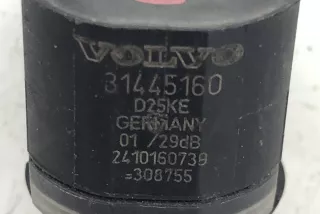 VOLVO
31445160
D25KE
GERMANY
01 /29dB
2410160739
=308755